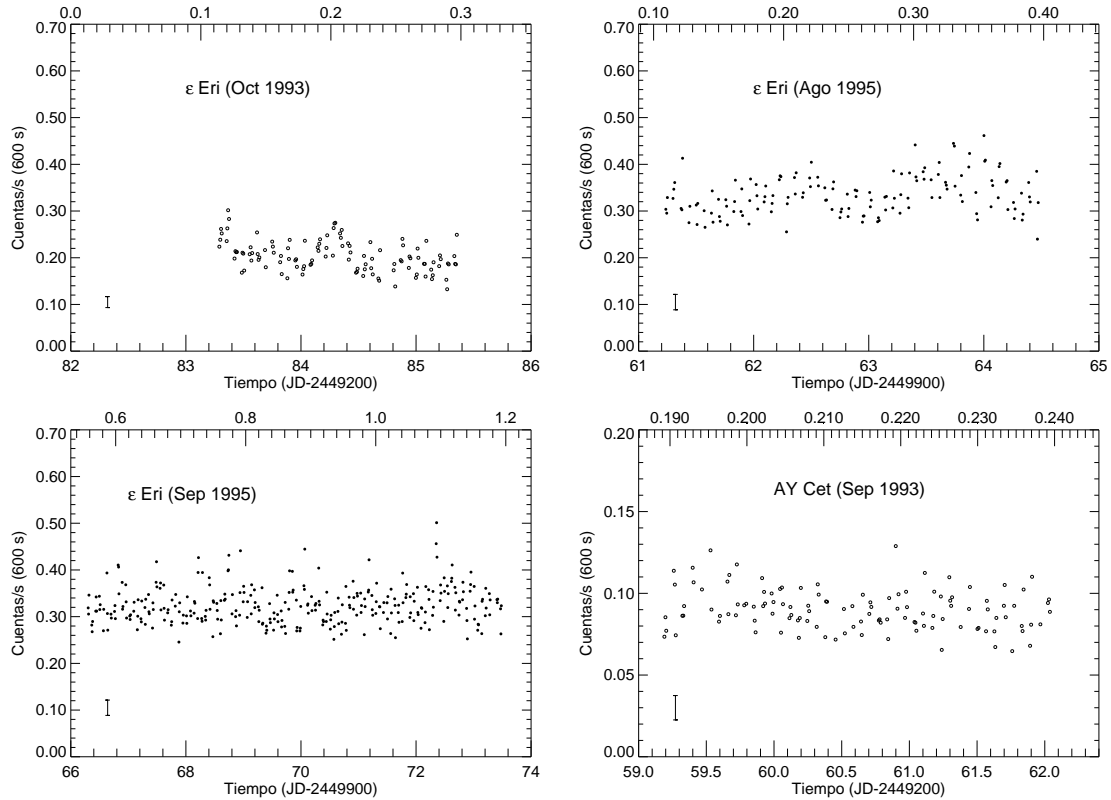 0.0 0.1 0.2 0.3
0.70
0.60
0.50
0.40
0.30
0.20
0.10
0.00
Cuentas/s (600 s)
ε Eri (Oct 1993)
82 83 84 85 86
Tiempo (JD-2449200)
0.10 0.20 0.30 0.40
0.70
0.60
0.50
0.40
0.30
0.20
0.10
0.00
Cuentas/s (600 s)
ε Eri (Ago 1995)
61 62 63 64 65
Tiempo (JD-2449900)
0.6 0.8 1.0 1.2
0.70
0.60
0.50
0.40
0.30
0.20
0.10
0.00
Cuentas/s (600 s)
ε Eri (Sep 1995)
66 68 70 72 74
Tiempo (JD-2449900)
0.190 0.200 0.210 0.220 0.230 0.240
0.20
0.15
0.10
0.05
0.00
Cuentas/s (600 s)
AY Cet (Sep 1993)
59.0 59.5 60.0 60.5 61.0 61.5 62.0
Tiempo (JD-2449200)